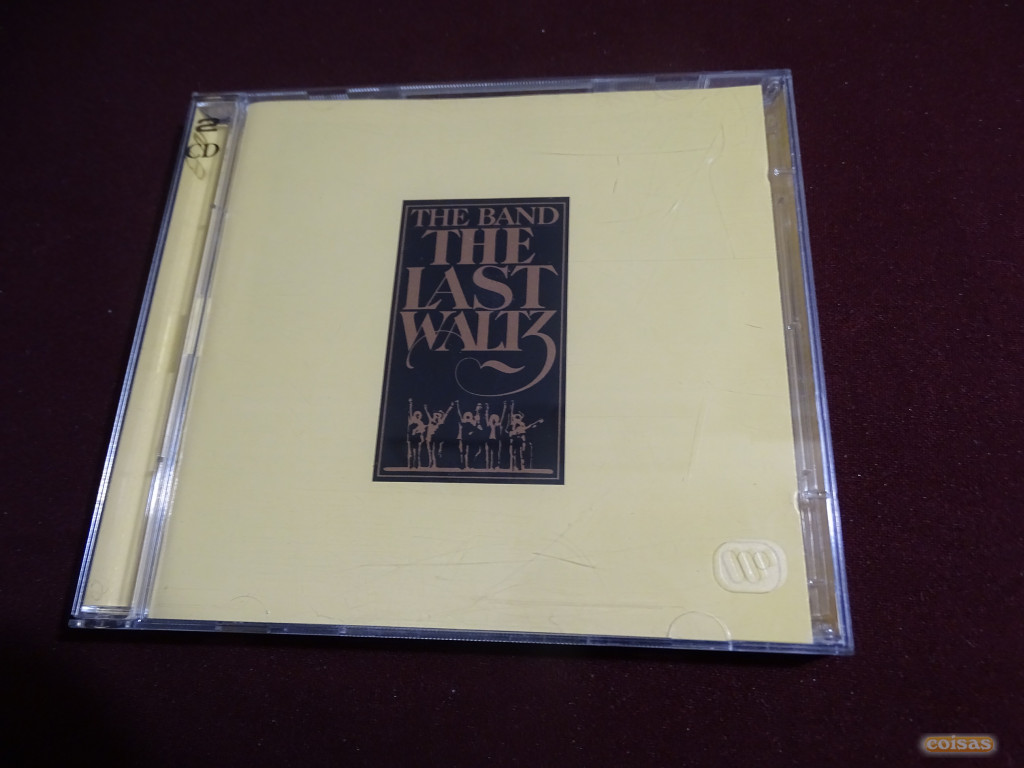 2
CD
THE BAND
THE
LAST
WALTZ
coisas